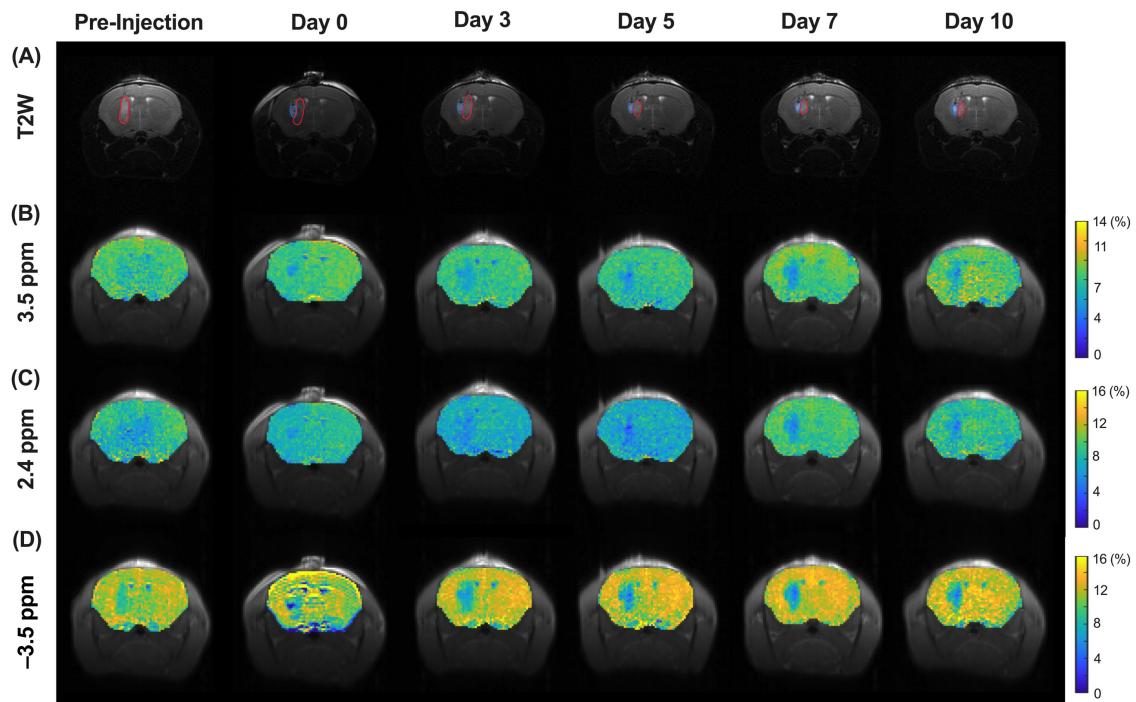 Pre-Injection Day 0 Day 3 Day 5 Day 7 Day 10
(A)
T2W
(B)
3.5 ppm
14 (%)
11
7
4
0
(C)
2.4 ppm
16 (%)
12
8
4
0
(D)
−3.5 ppm
16 (%)
12
8
4
0